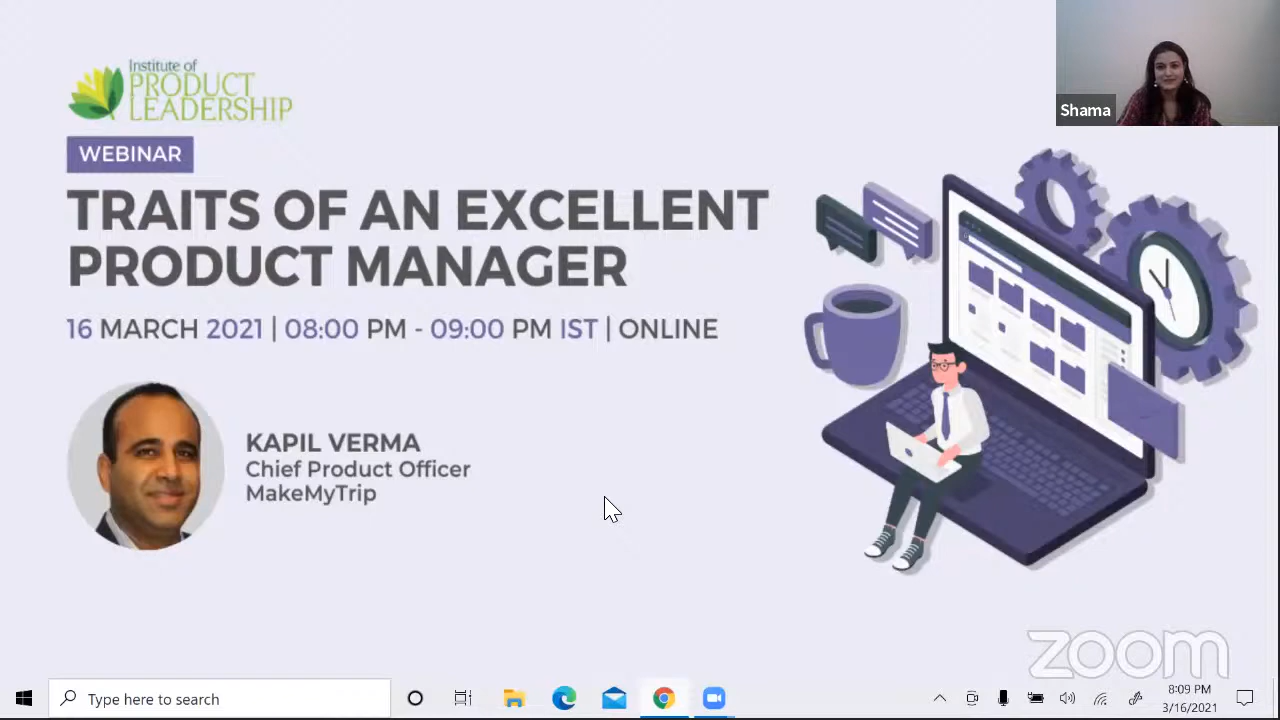 Institute of
PRODUCT
LEADERSHIP
Shama
WEBINAR
TRAITS OF AN EXCELLENT
PRODUCT MANAGER
16 MARCH 2021 | 08:00 PM - 09:00 PM IST | ONLINE
KAPIL VERMA
Chief Product Officer
MakeMyTrip
zoom
Type here to search
8:09 PM
3/16/2021